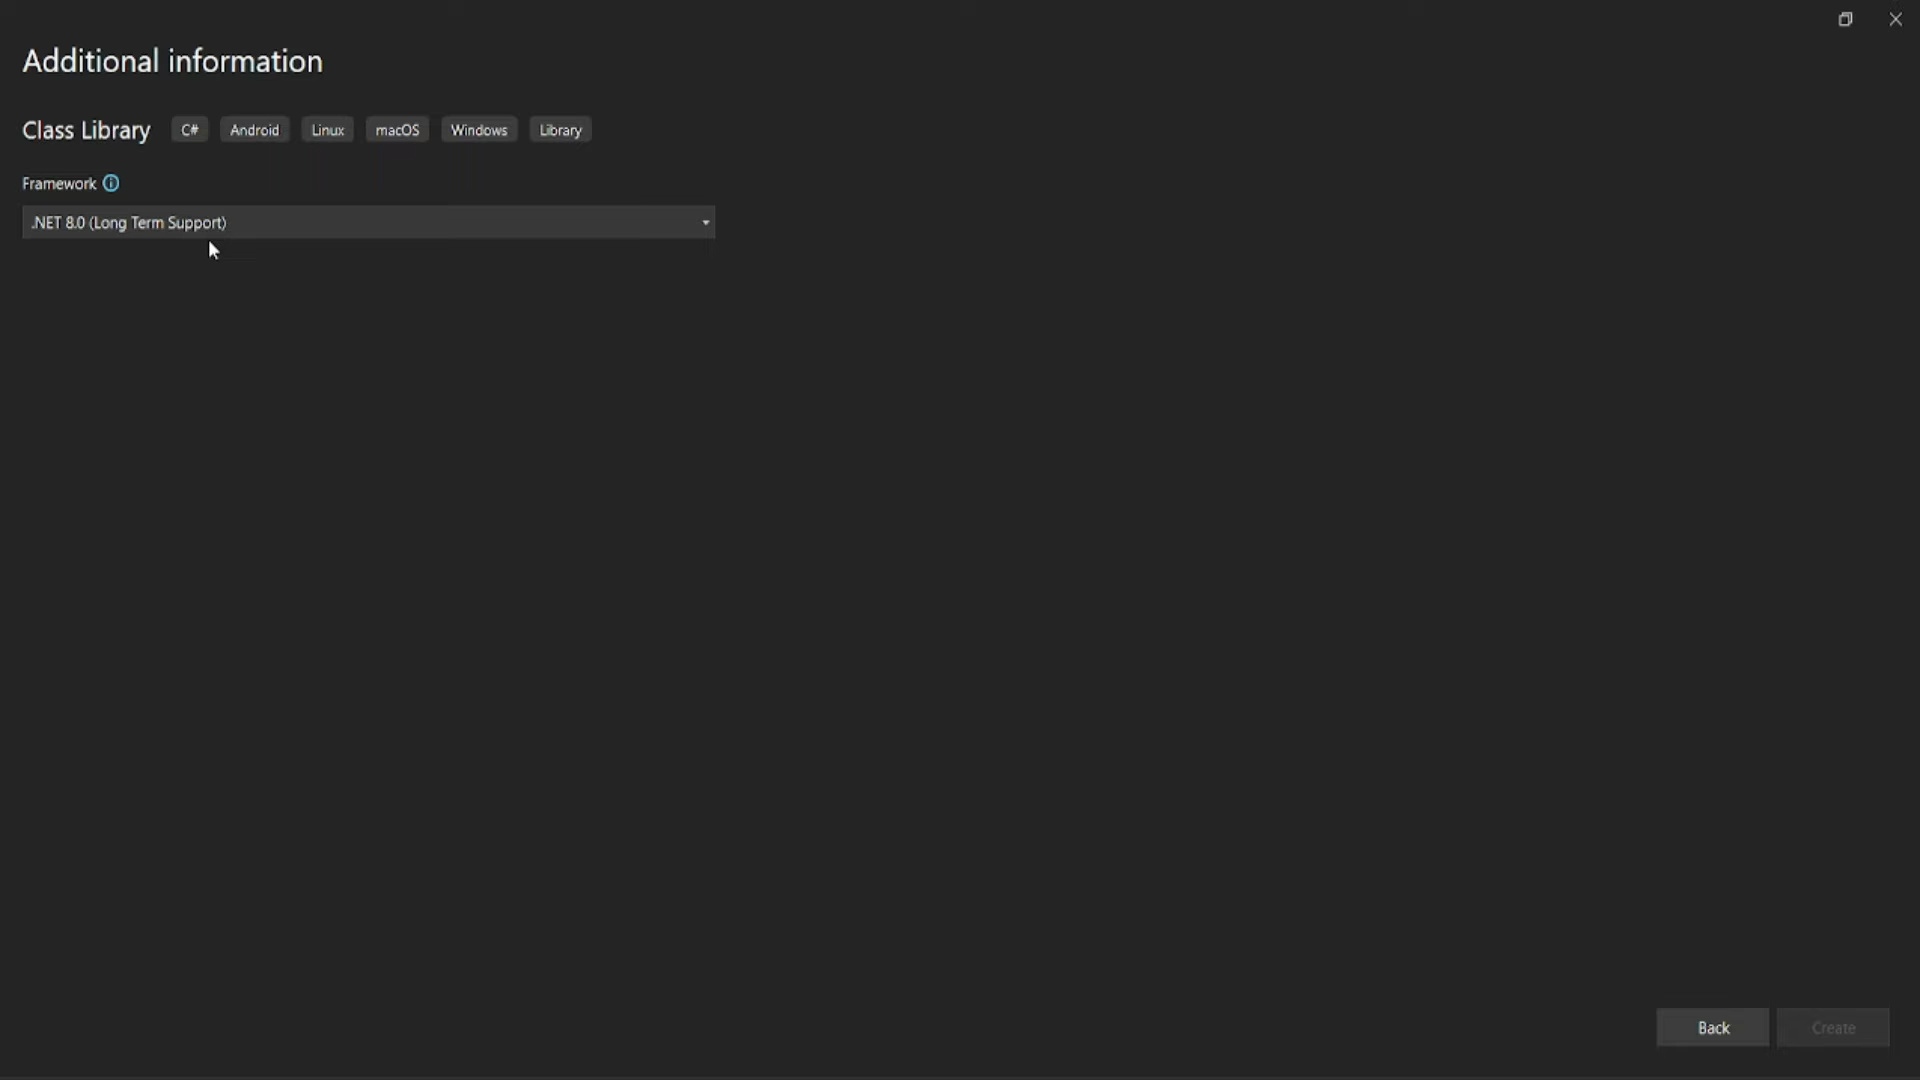 Additional information
Class Library C# Android Linux macOS Windows Library
Framework
.NET 8.0 (Long Term Support)
Back Create